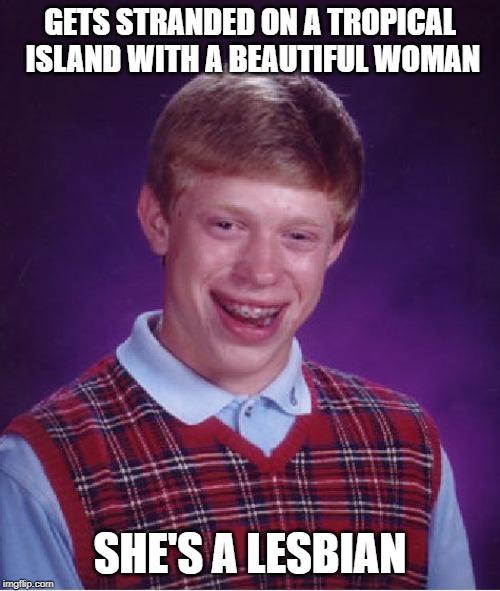 GETS STRANDED ON A TROPICAL
ISLAND WITH A BEAUTIFUL WOMAN
SHE'S A LESBIAN
imgflip.com